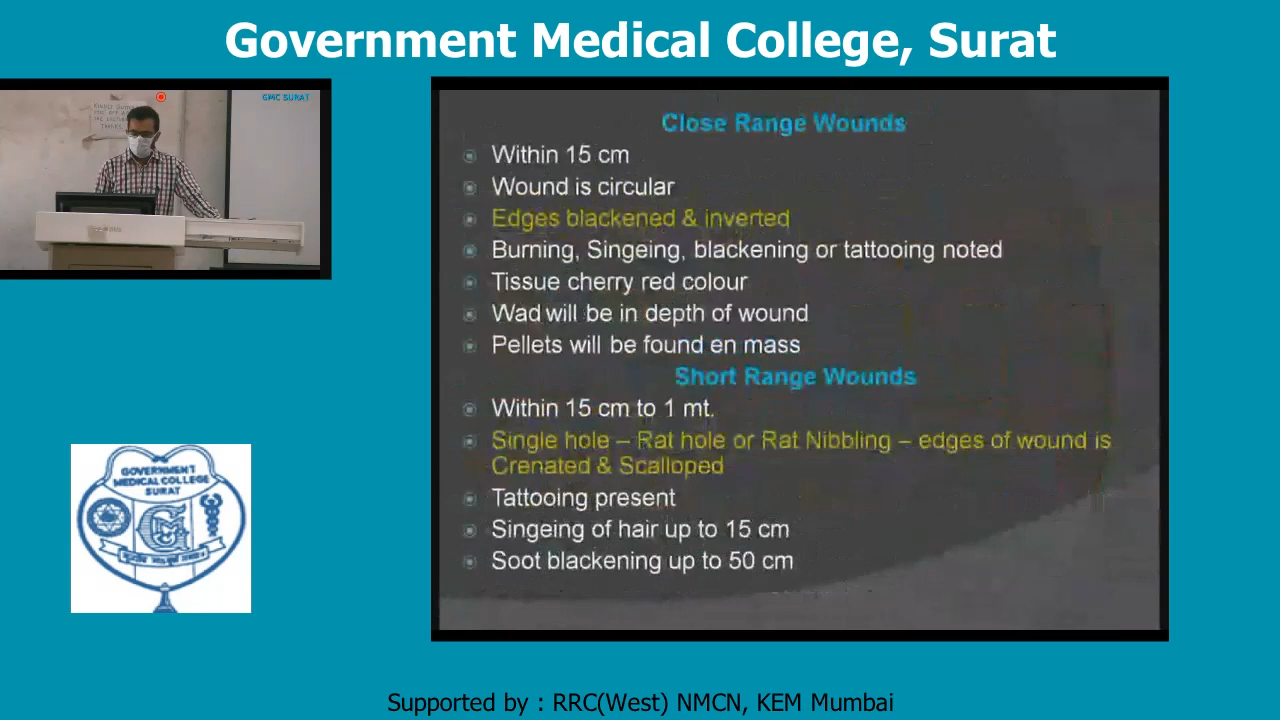 Government Medical College, Surat
GMC SURAT
Close Range Wounds
Within 15 cm
Wound is circular
Edges blackened & inverted
Burning, Singeing, blackening or tattooing noted
Tissue cherry red colour
Wad will be in depth of wound
Pellets will be found en mass
Short Range Wounds
Within 15 cm to 1 mt.
Single hole – Rat hole or Rat Nibbling – edges of wound is
Crenated & Scalloped
Tattooing present
Singeing of hair up to 15 cm
Soot blackening up to 50 cm
GOVERNMENT
MEDICAL COLLEGE
SURAT
Supported by : RRC(West) NMCN, KEM Mumbai